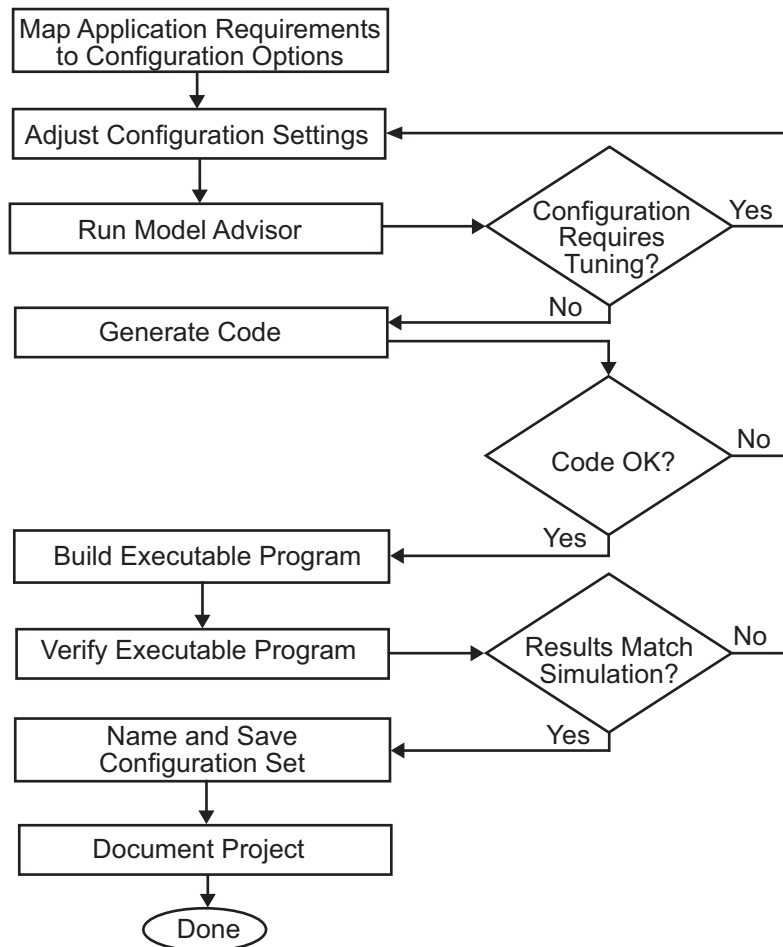 Map Application Requirements
to Configuration Options
Adjust Configuration Settings
Run Model Advisor
Configuration
Requires
Tuning?
Yes
No
Generate Code
Code OK?
No
Yes
Build Executable Program
Verify Executable Program
Results Match
Simulation?
No
Yes
Name and Save
Configuration Set
Document Project
Done